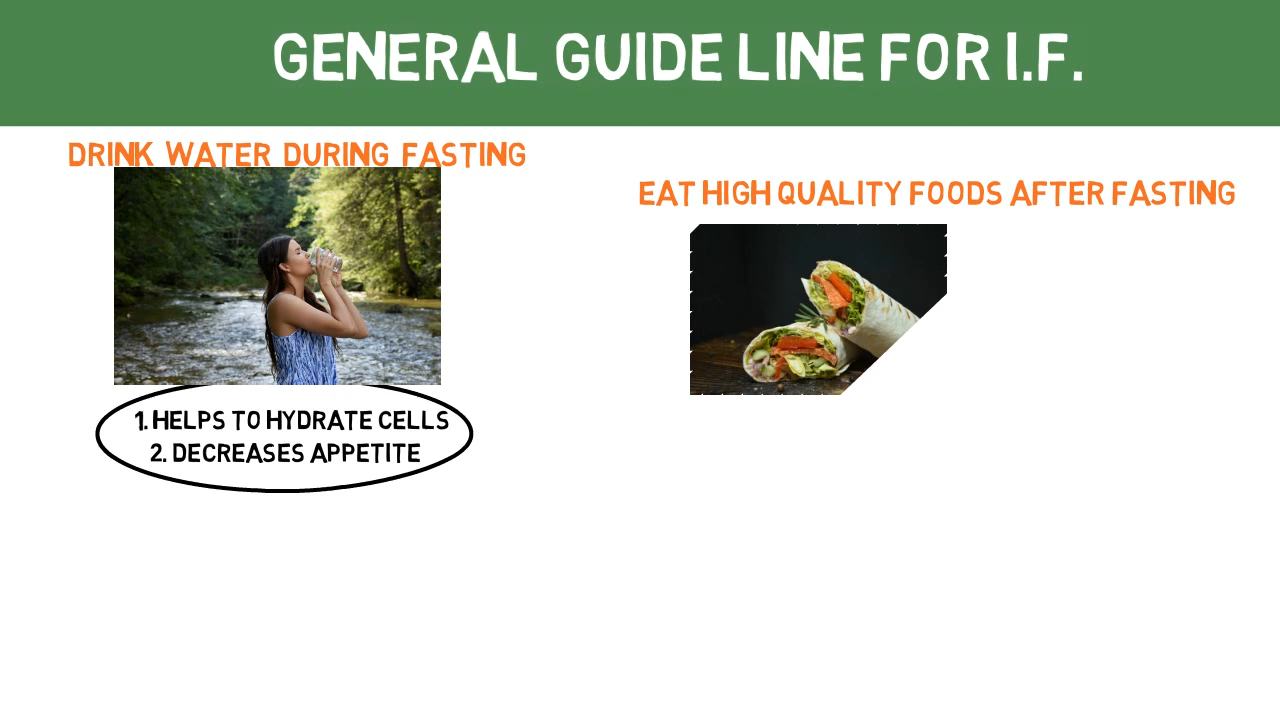 GENERAL GUIDE LINE FOR I.F.
DRINK WATER DURING FASTING
EAT HIGH QUALITY FOODS AFTER FASTING
1. HELPS TO HYDRATE CELLS
2. DECREASES APPETITE